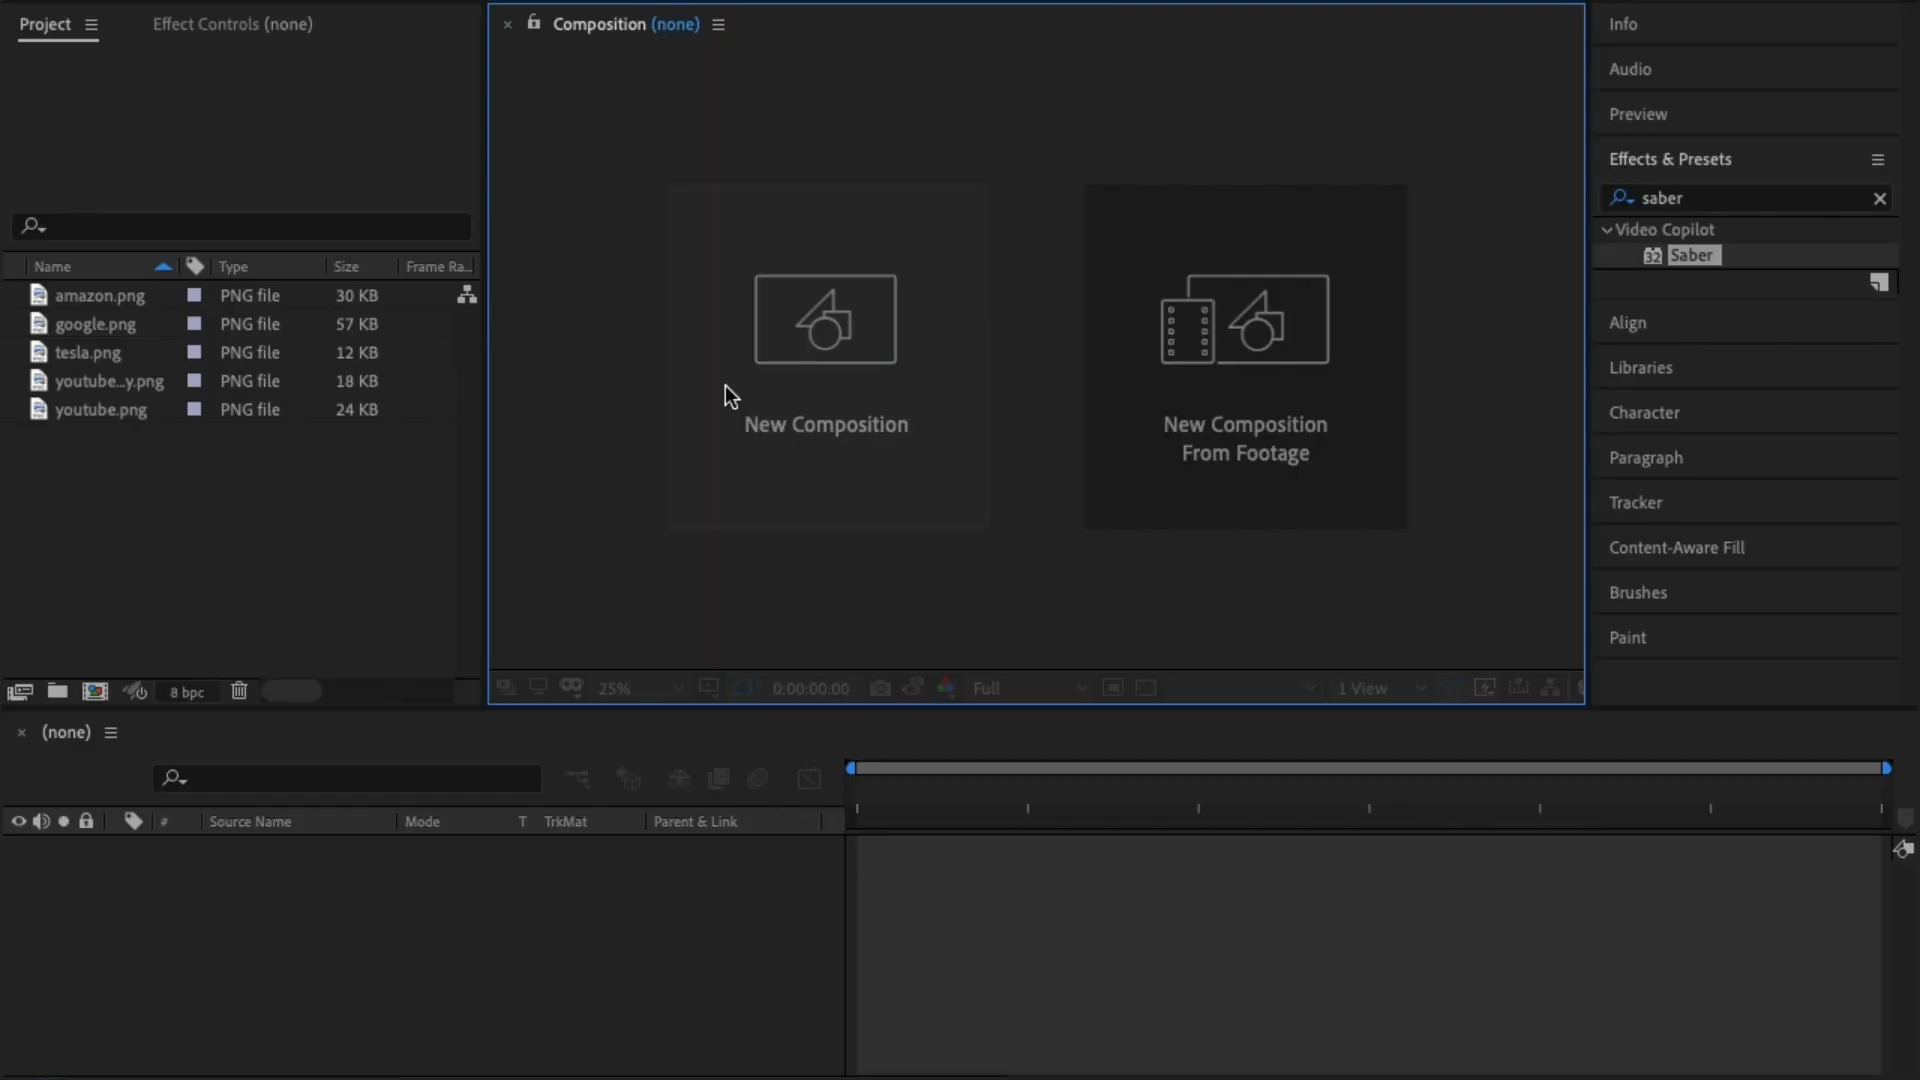 Project
Effect Controls (none)
Composition (none)
Info
Audio
Preview
Effects & Presets
saber
Video Copilot
32 Saber
Align
Libraries
Character
Paragraph
Tracker
Content-Aware Fill
Brushes
Paint
Name Type Size Frame Ra...
amazon.png PNG file 30 KB
google.png PNG file 57 KB
tesla.png PNG file 12 KB
youtube...y.png PNG file 18 KB
youtube.png PNG file 24 KB
New Composition
New Composition
From Footage
8 bpc
25% 0:00:00:00 Full 1 View
(none)
# Source Name Mode T TrkMat Parent & Link